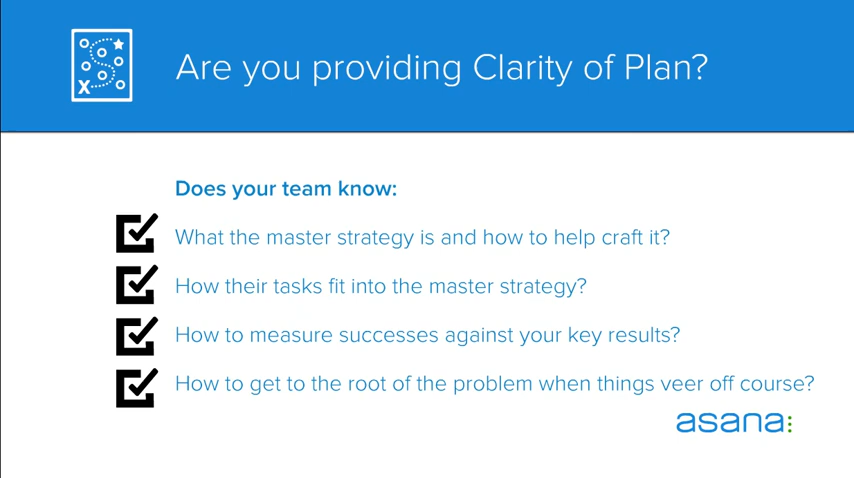 Are you providing Clarity of Plan?
Does your team know:
What the master strategy is and how to help craft it?
How their tasks fit into the master strategy?
How to measure successes against your key results?
How to get to the root of the problem when things veer off course?
asana